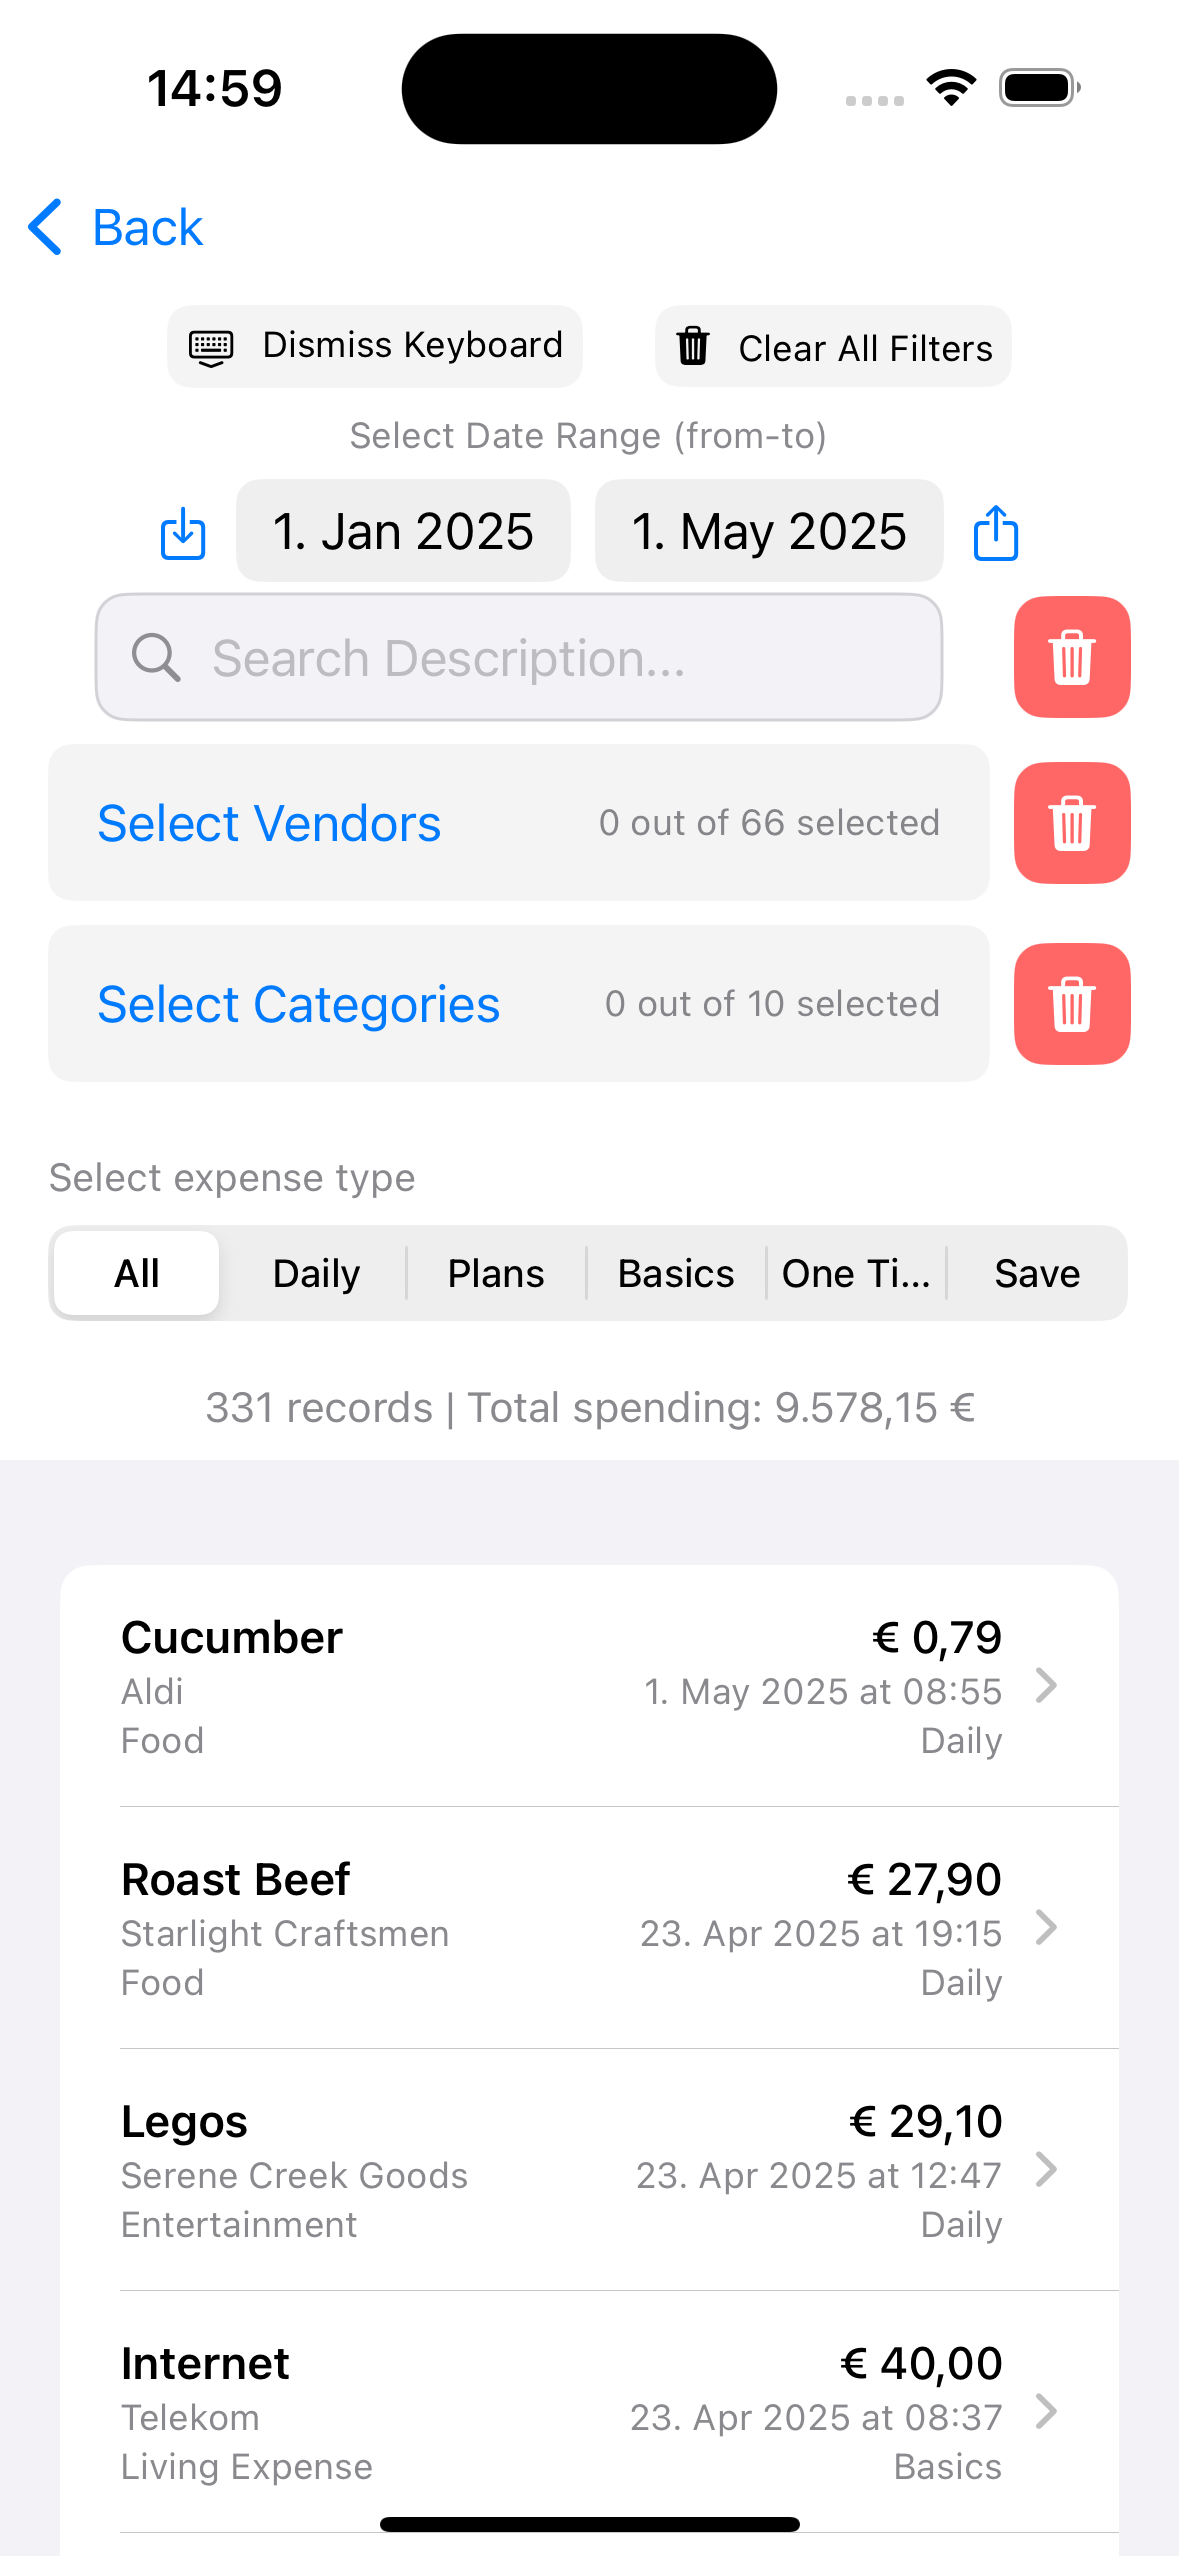 14:59
Back
Dismiss Keyboard
Clear All Filters
Select Date Range (from-to)
1. Jan 2025
1. May 2025
Search Description...
Select Vendors
0 out of 66 selected
Select Categories
0 out of 10 selected
Select expense type
All
Daily
Plans
Basics
One Ti...
Save
331 records | Total spending: 9.578,15 €
Cucumber
€ 0,79
Aldi
1. May 2025 at 08:55
Food
Daily
Roast Beef
€ 27,90
Starlight Craftsmen
23. Apr 2025 at 19:15
Food
Daily
Legos
€ 29,10
Serene Creek Goods
23. Apr 2025 at 12:47
Entertainment
Daily
Internet
€ 40,00
Telekom
23. Apr 2025 at 08:37
Living Expense
Basics